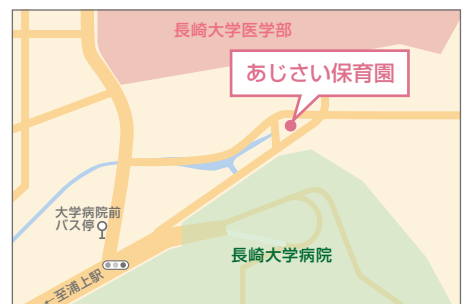 長崎大学医学部
あじさい保育園
大学病院前
バス停
長崎大学病院
←至浦上駅